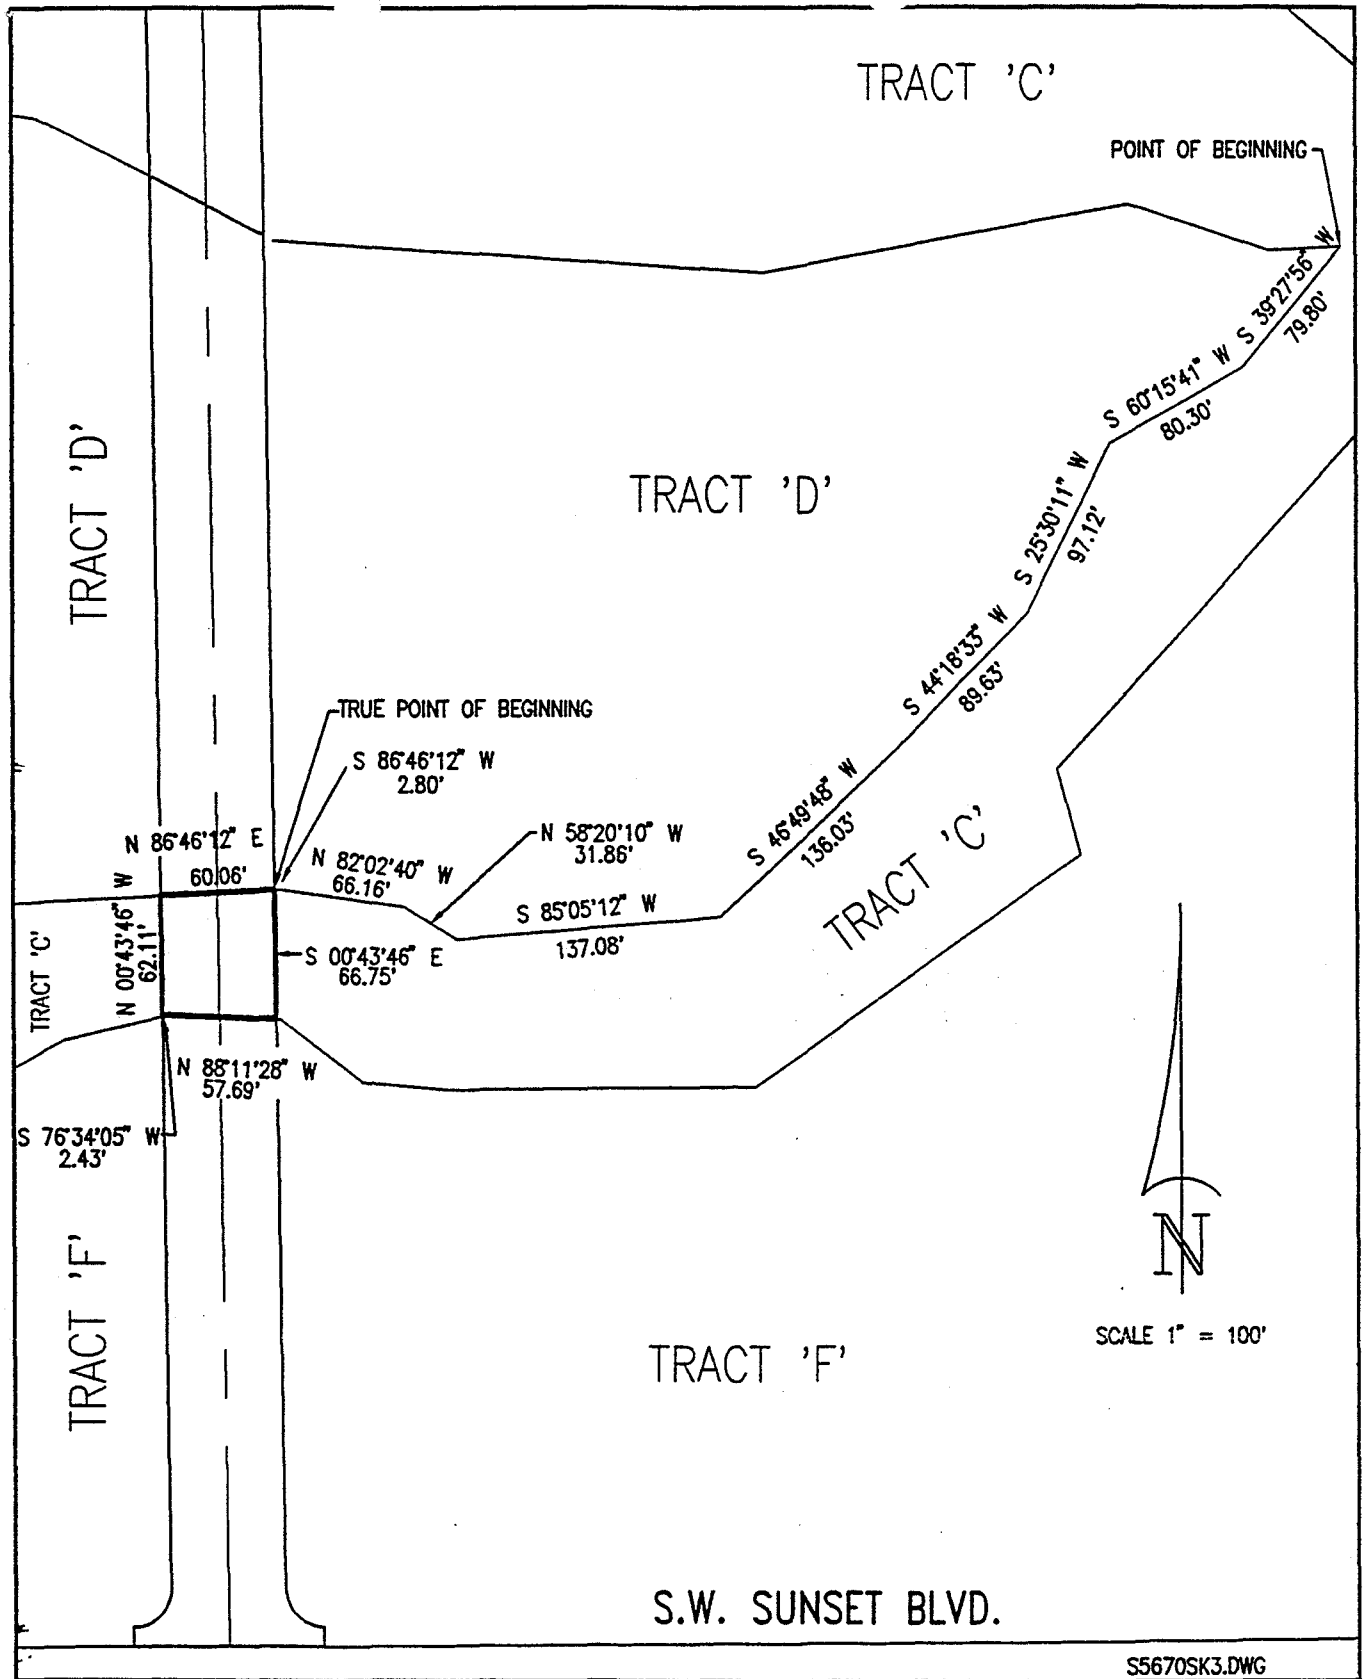 TRACT 'C'
POINT OF BEGINNING
S 39°27'56" W
79.80'
S 60°15'41" W
80.30'
S 25°30'11" W
97.12'
TRACT 'D'
TRACT 'D'
S 44°18'33" W
89.63'
TRUE POINT OF BEGINNING
S 86°46'12" W
2.80'
S 46°49'48" W
136.03'
N 86°46'12" E
60.06'
N 82°02'40" W
66.16'
N 58°20'10" W
31.86'
S 85°05'12" W
137.08'
TRACT 'C'
N 00°43'46" W
62.11'
S 00°43'46" E
66.75'
TRACT 'C'
N 88°11'28" W
57.69'
S 76°34'05" W
2.43'
TRACT 'F'
TRACT 'F'
N
SCALE 1" = 100'
S.W. SUNSET BLVD.
S5670SK3.DWG